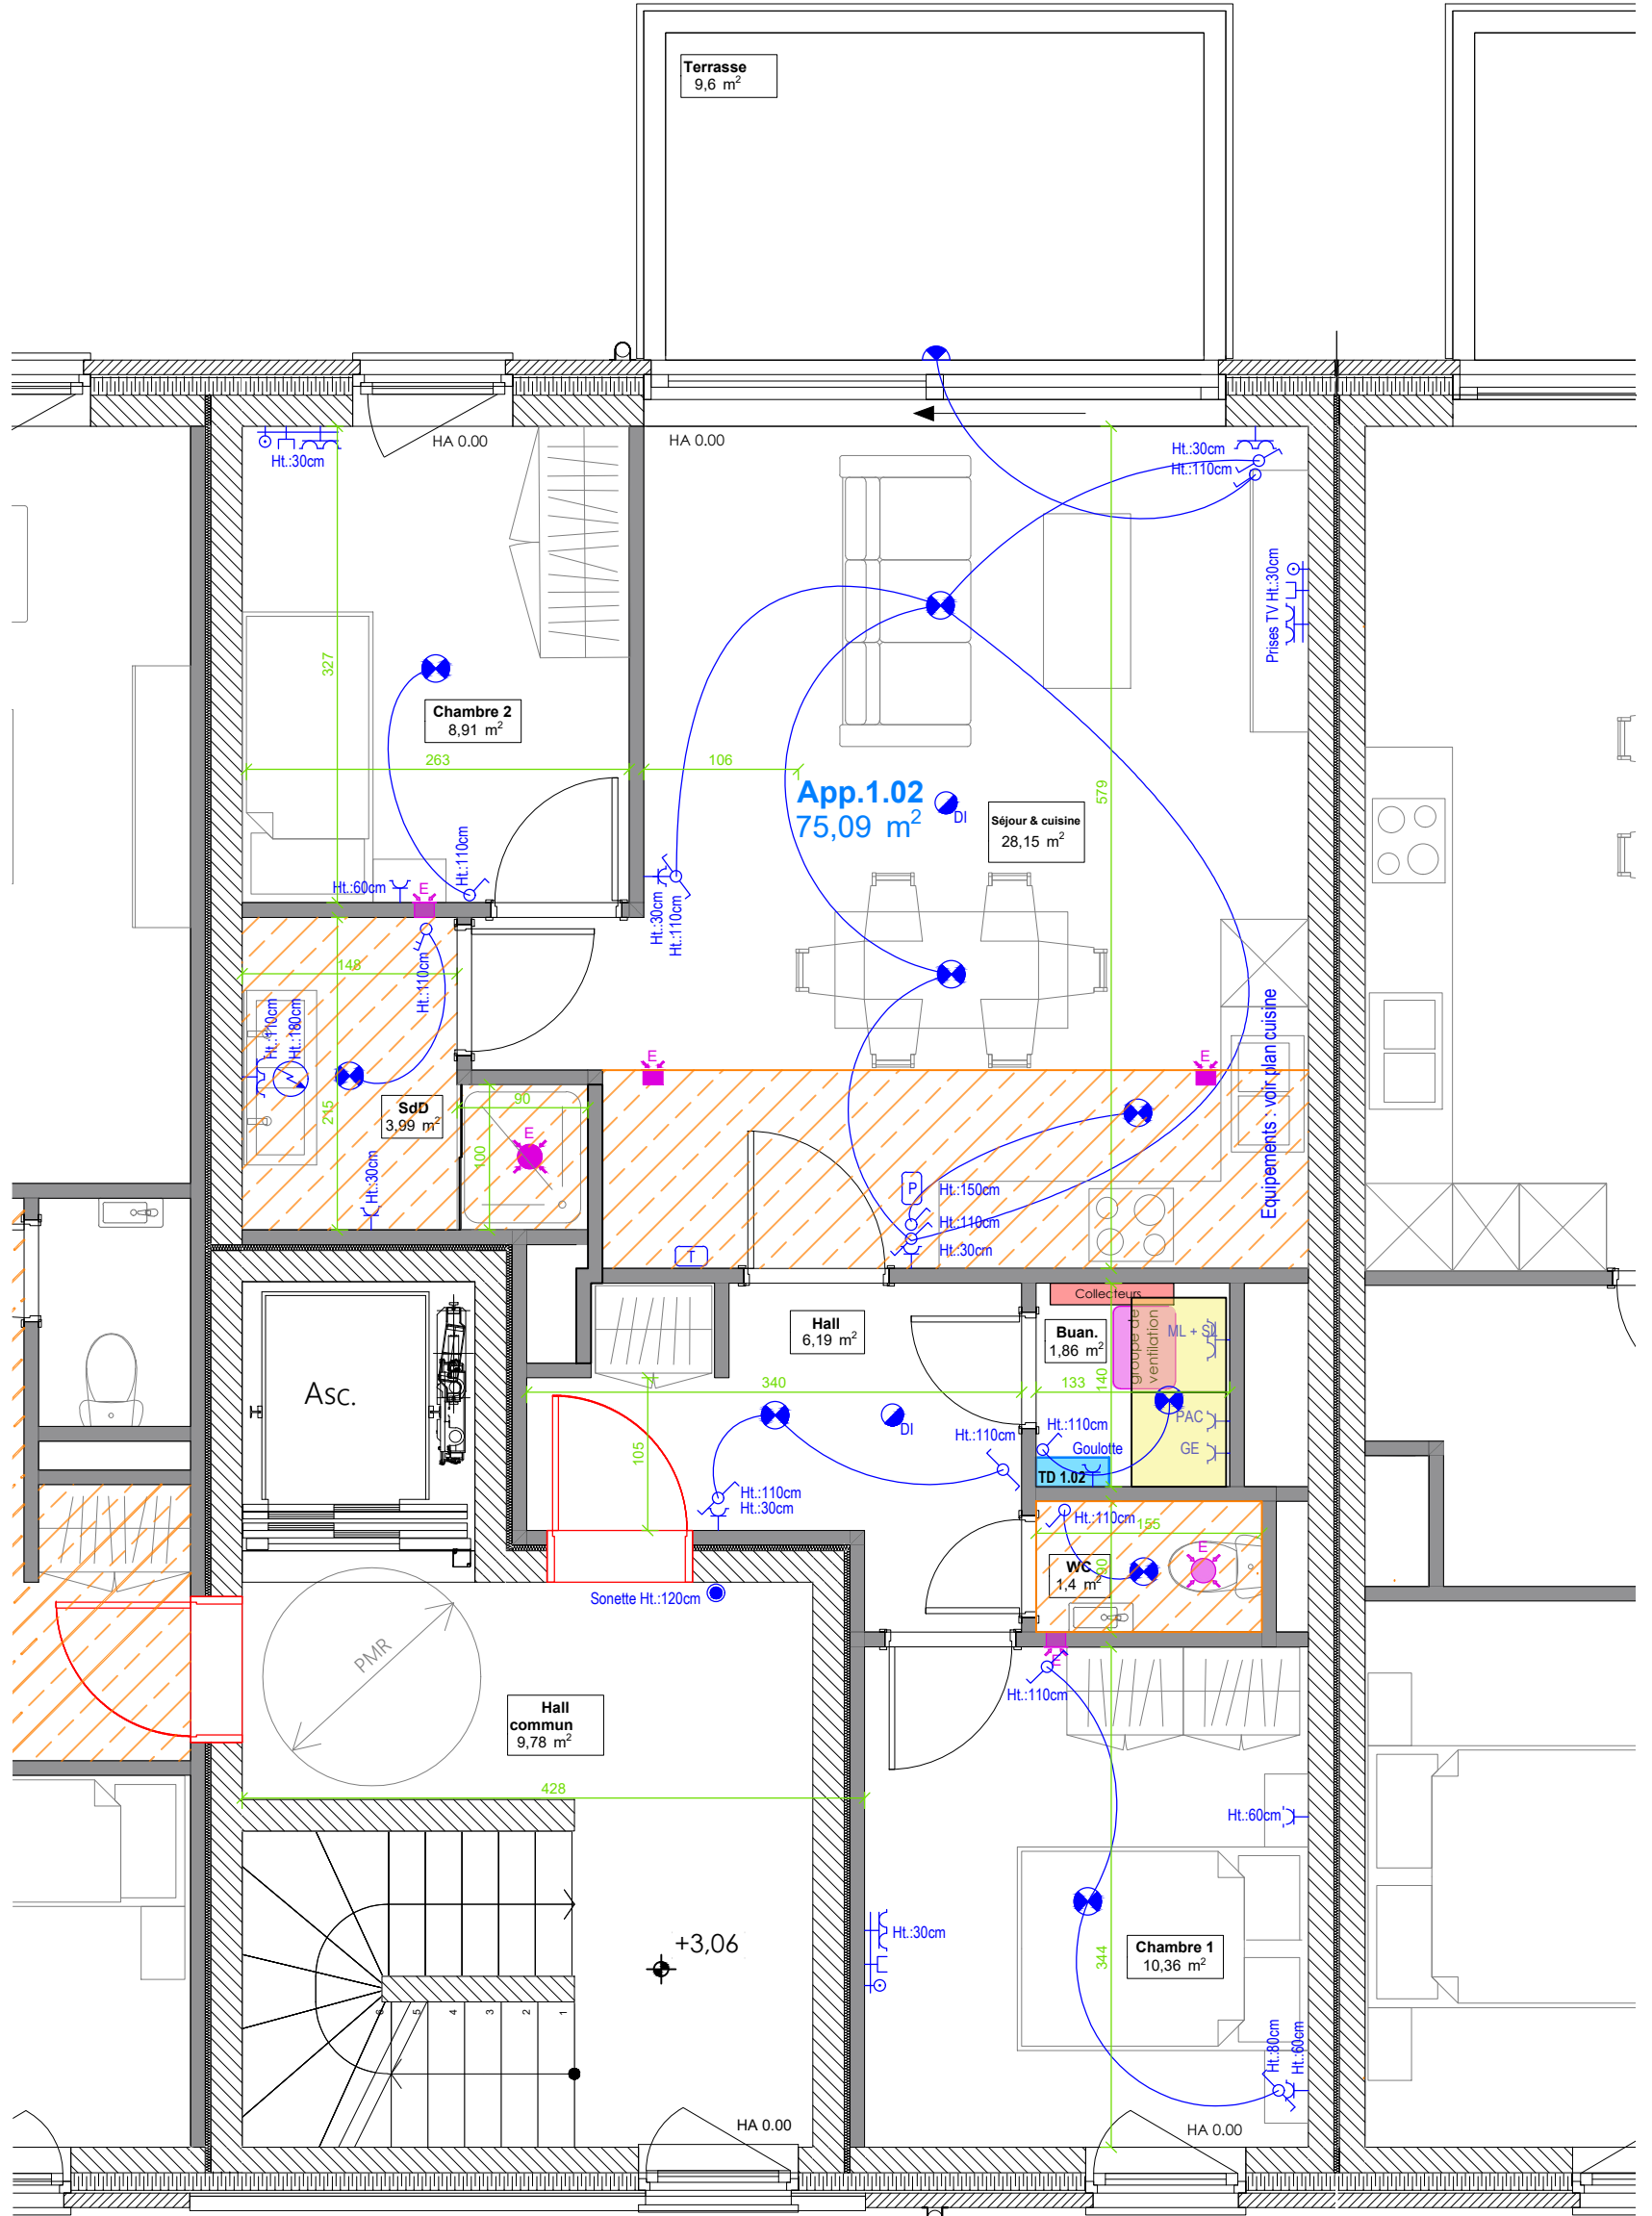 Terrasse
9,6 m²
HA 0.00
HA 0.00
Ht.:30cm
Ht.:30cm
Ht.:110cm
Prises TV Ht.:30cm
327
Chambre 2
8,91 m²
263
106
579
App.1.02
75,09 m²
DI
Séjour & cuisine
28,15 m²
Ht.:60cm
E
Ht.:110cm
Ht.:30cm
Ht.:110cm
148
Ht.:110cm
Ht.:110cm
Ht.:180cm
E
E
Equipements : voir plan cuisine
215
SdD
3,99 m²
90
100
E
Ht.:30cm
P
Ht.:150cm
Ht.:110cm
Ht.:30cm
T
Collecteurs
Hall
6,19 m²
Buan.
1,86 m²
groupe de
ventilation
ML + SL
340
133
140
Asc.
105
DI
Ht.:110cm
Ht.:110cm
PAC
Goulotte
GE
TD 1.02
Ht.:110cm
Ht.:30cm
Ht.:110cm
155
WC
1,4 m²
90
E
Sonette Ht.:120cm
PMR
E
Ht.:110cm
Hall
commun
9,78 m²
428
Ht.:60cm
Ht.:30cm
+3,06
Chambre 1
10,36 m²
344
6
5
4
3
2
1
Ht.:80cm
Ht.:60cm
HA 0.00
HA 0.00